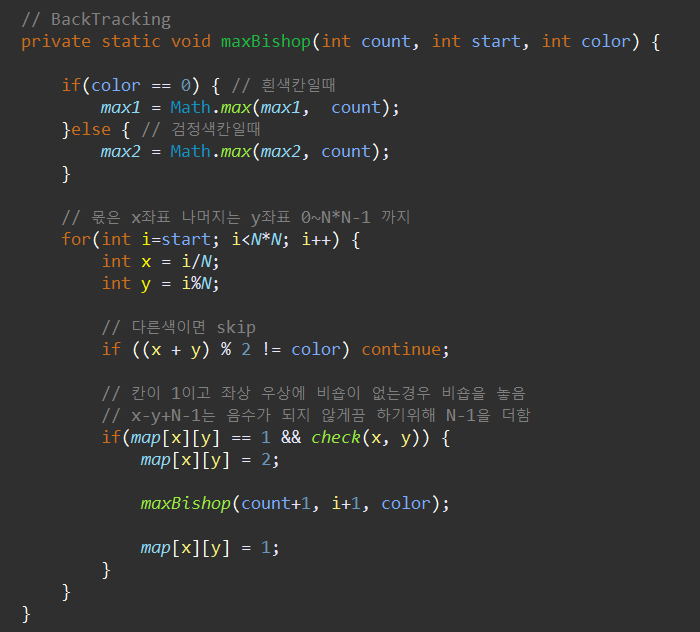 // BackTracking
private static void maxBishop(int count, int start, int color) {
if(color == 0) { // 흰색칸일때
max1 = Math.max(max1,  count);
}else { // 검정색칸일때
max2 = Math.max(max2, count);
}
// 몫은 x좌표 나머지는 y좌표 0~N*N-1 까지
for(int i=start; i<N*N; i++) {
int x = i/N;
int y = i%N;
// 다른색이면 skip
if ((x + y) % 2 != color) continue;
// 칸이 1이고 좌상 우상에 비숍이 없는경우 비숍을 놓음
// x-y+N-1는 음수가 되지 않게끔 하기위해 N-1을 더함
if(map[x][y] == 1 && check(x, y)) {
map[x][y] = 2;
maxBishop(count+1, i+1, color);
map[x][y] = 1;
}
}
}